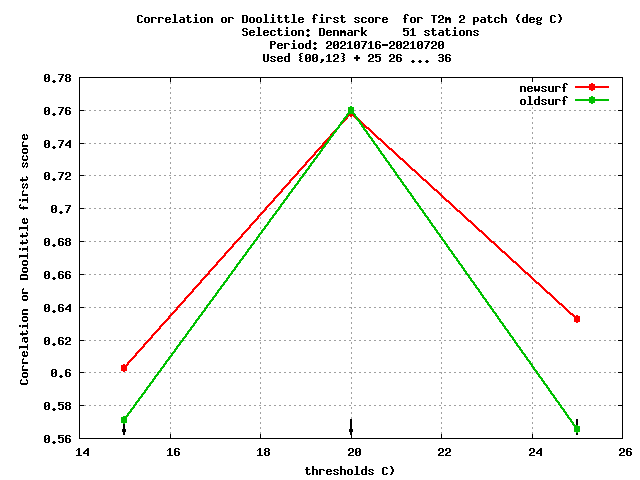 Correlation or Doolittle first score  for T2m 2 patch (deg C)
Selection: Denmark     51 stations
Period: 20210716-20210720
Used {00,12} + 25 26 ... 36
newsurf
oldsurf
Correlation or Doolittle first score
0.78
0.76
0.74
0.72
0.7
0.68
0.66
0.64
0.62
0.6
0.58
0.56
14 16 18 20 22 24 26
thresholds C)